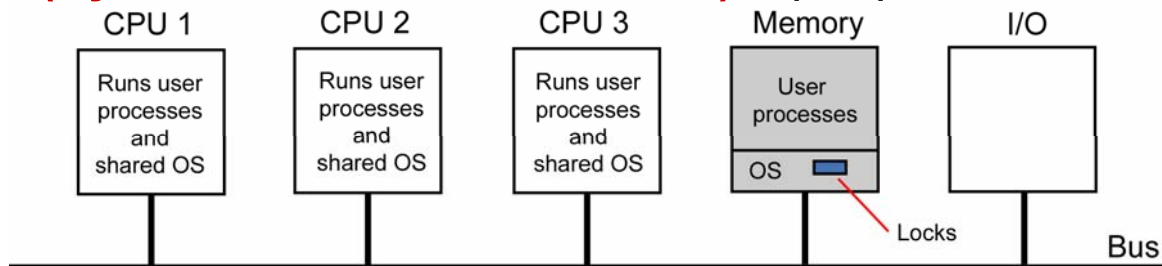 CPU 1
CPU 2
CPU 3
Memory
I/O
Runs user
processes
and
shared OS
Runs user
processes
and
shared OS
Runs user
processes
and
shared OS
User
processes
OS
Locks
Bus